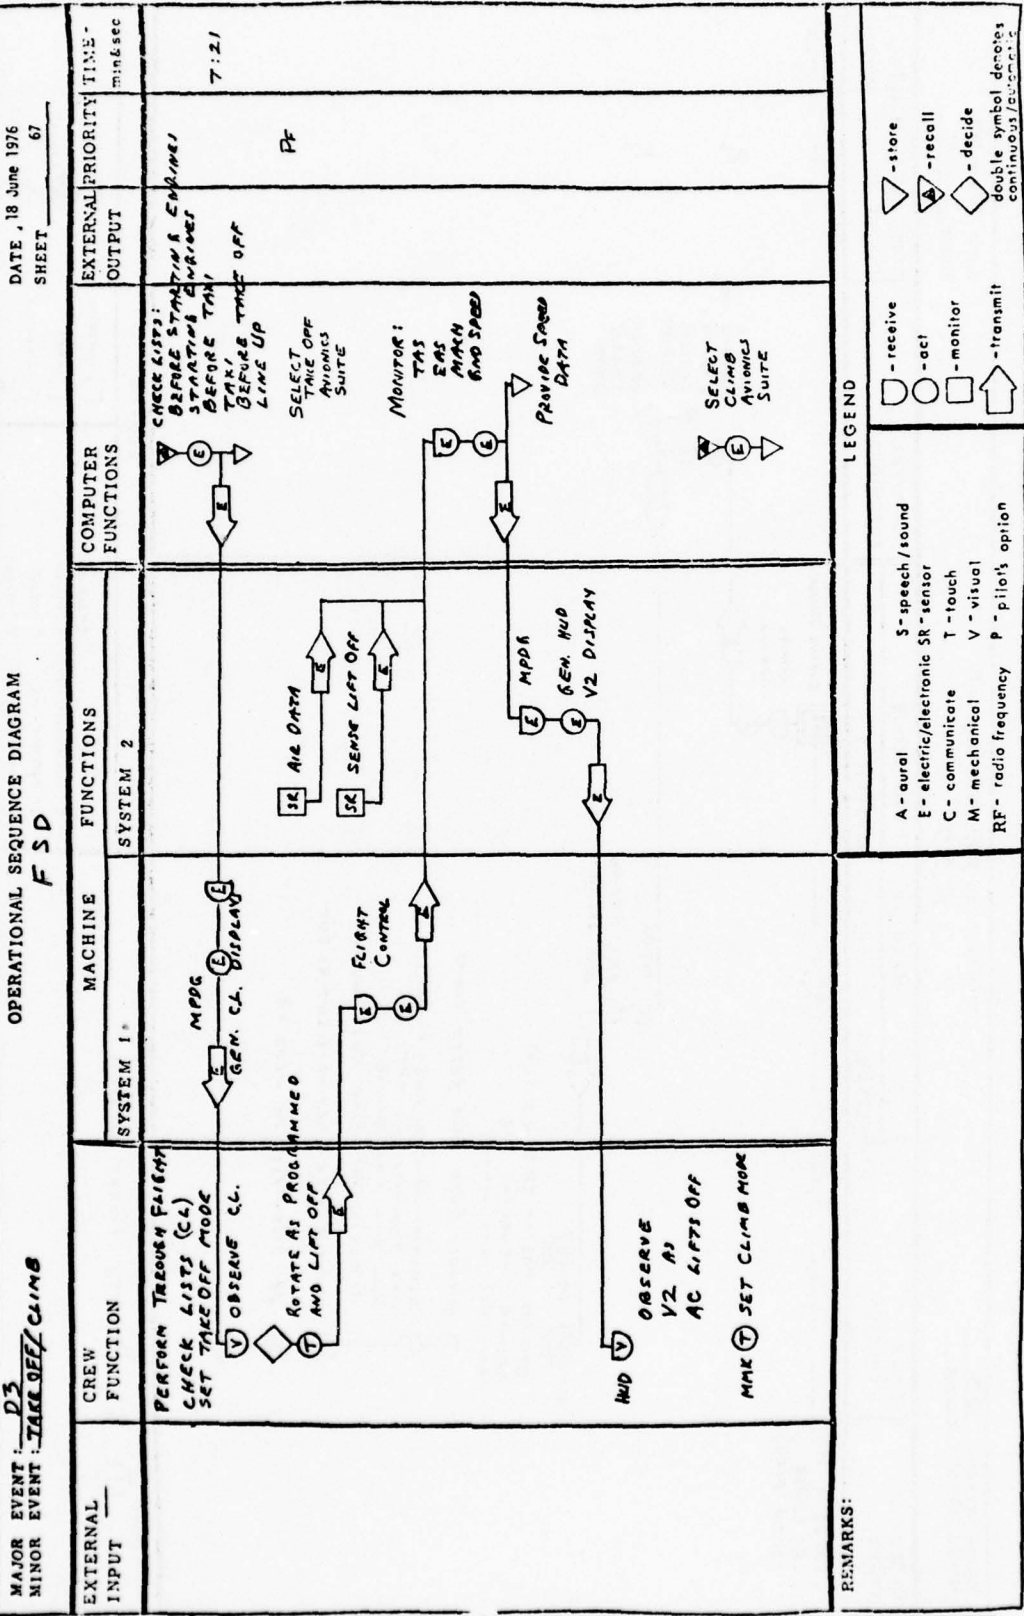 MAJOR EVENT: D3
MINOR EVENT: TAKE OFF/CLIMB
OPERATIONAL SEQUENCE DIAGRAM
FSD
DATE, 18 June 1976
SHEET 67
EXTERNAL INPUT
CREW FUNCTION
MACHINE FUNCTIONS
SYSTEM 1
SYSTEM 2
COMPUTER FUNCTIONS
EXTERNAL OUTPUT
PRIORITY
TIME - min & sec
PERFORM THROUGH FLIGHT
CHECK LISTS (CL)
SET TAKE OFF MODE
V OBSERVE CL.
E
MPDG
E
E
GEN. CL. DISPLAY
E
E
CHECK LISTS:
BEFORE STARTING ENGINES
STARTING ENGINES
BEFORE TAXI
TAXI
BEFORE TAKE OFF
LINE UP
7:21
SELECT
TAKE OFF
AVIONICS
SUITE
PF
ROTATE AS PROGRAMMED
AND LIFT OFF
T
E
E
E
FLIGHT
CONTROL
E
SR AIR DATA
E
SR SENSE LIFT OFF
E
MONITOR:
TAS
EAS
MACH
GND SPEED
E
E
PROVIDE SPEED
DATA
E
E
MPDG
E
GEN. HUD
V2 DISPLAY
E
HUD V
OBSERVE
V2 AS
AC LIFTS OFF
MMK T SET CLIMB MODE
E
SELECT
CLIMB
AVIONICS
SUITE
REMARKS:
LEGEND
A - aural
S - speech/sound
E - electric/electronic
SR - sensor
C - communicate
T - touch
M - mechanical
V - visual
RF - radio frequency
P - pilot's option
- receive
- store
- act
- recall
- monitor
- decide
- transmit
double symbol denotes
continuous/automatic